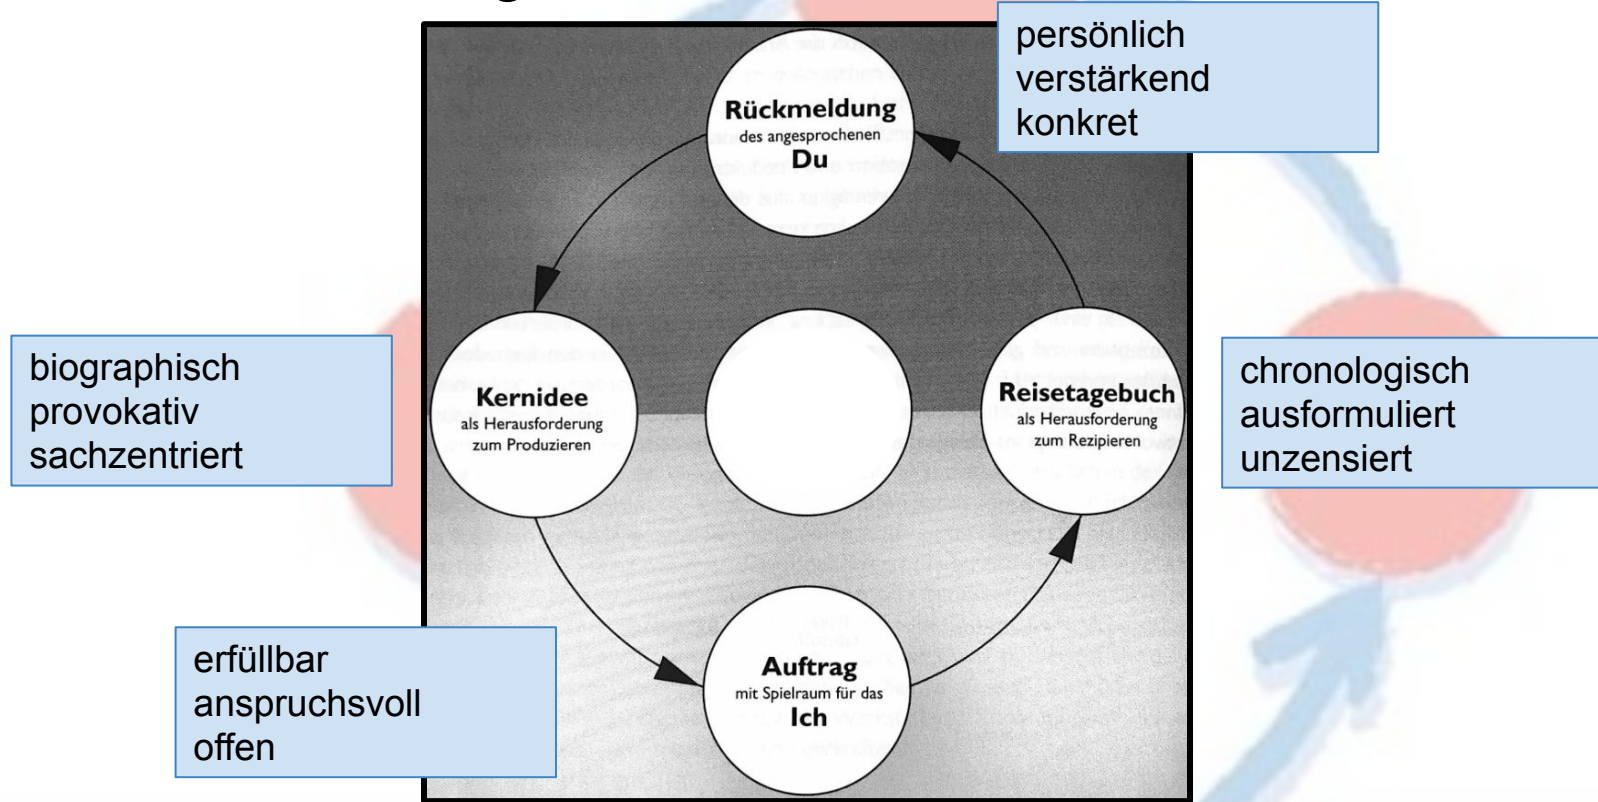 persönlich
verstärkend
konkret
Rückmeldung
des angesprochenen
Du
biographisch
provokativ
sachzentriert
Kernidee
als Herausforderung
zum Produzieren
Reisetagebuch
als Herausforderung
zum Rezipieren
chronologisch
ausformuliert
unzensiert
erfüllbar
anspruchsvoll
offen
Auftrag
mit Spielraum für das
Ich